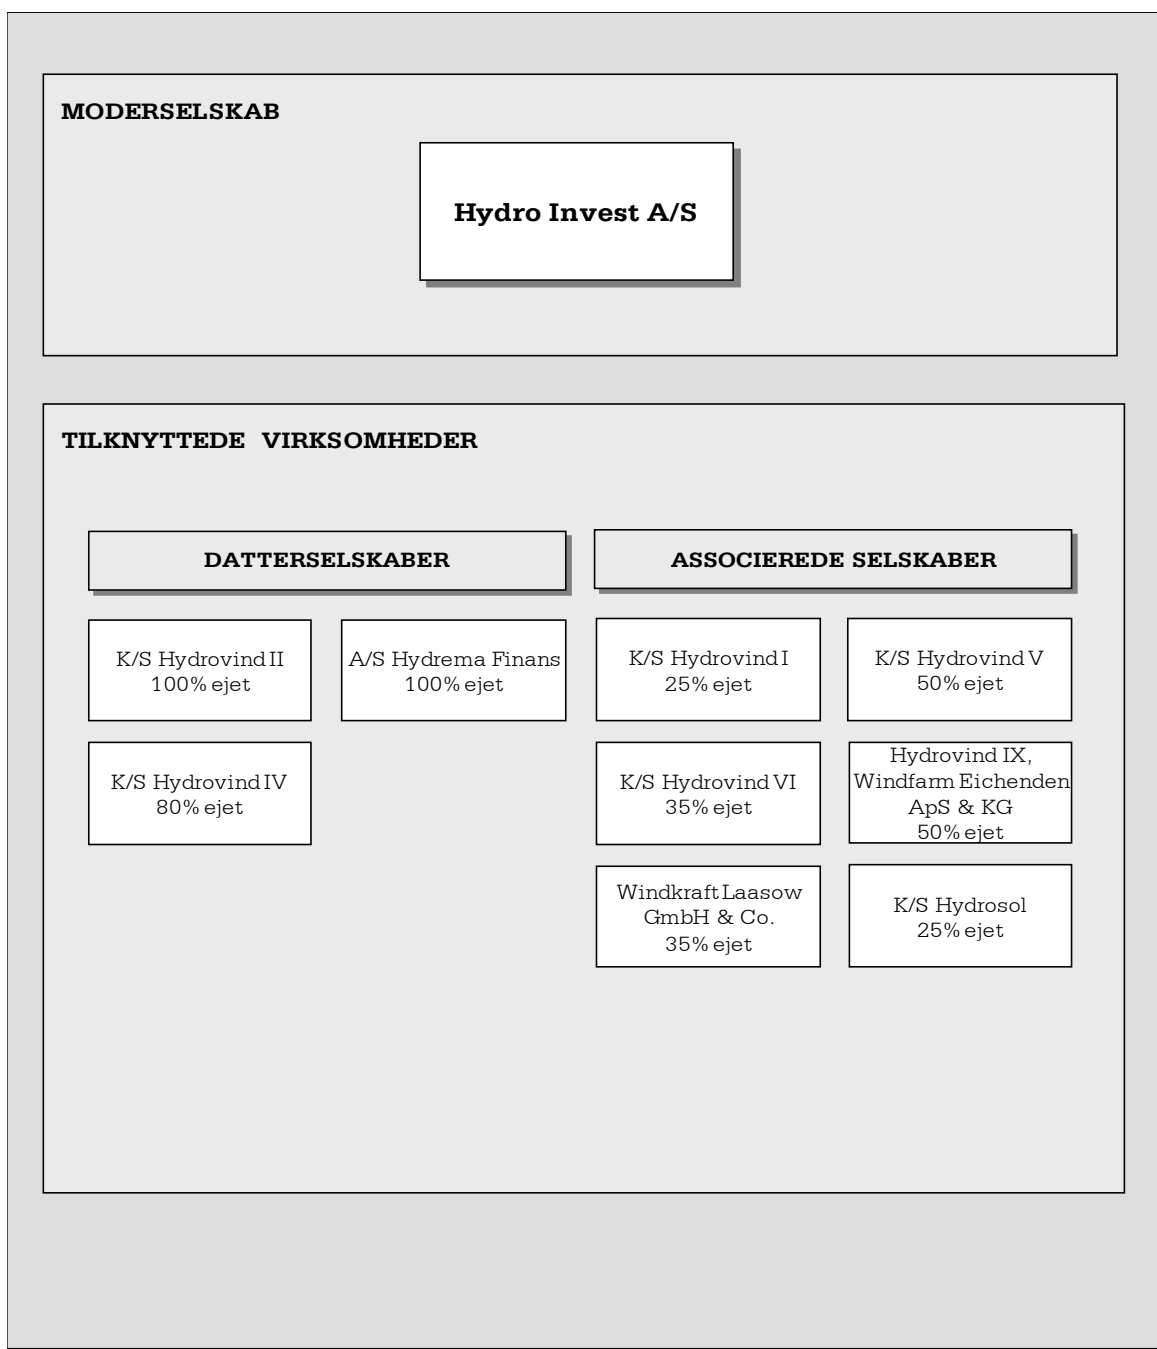 MODERSELSKAB
Hydro Invest A/S
TILKNYTTEDE VIRKSOMHEDER
DATTERSELSKABER
K/S Hydrovind II
100% ejet
A/S Hydrema Finans
100% ejet
K/S Hydrovind IV
80% ejet
ASSOCIEREDE SELSKABER
K/S Hydrovind I
25% ejet
K/S Hydrovind V
50% ejet
K/S Hydrovind VI
35% ejet
Hydrovind IX,
Windfarm Eichenden
ApS & KG
50% ejet
Windkraft Laasow
GmbH & Co.
35% ejet
K/S Hydrosol
25% ejet